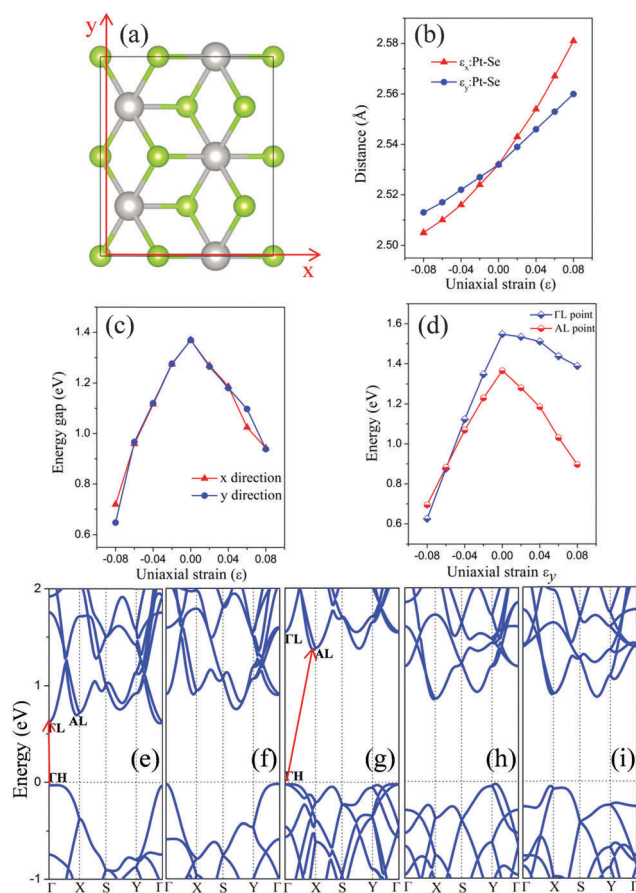 y
(a)
x
(b)
εx:Pt-Se
εy:Pt-Se
Distance (Å)
2.58
2.56
2.54
2.52
2.50
-0.08 -0.04 0.00 0.04 0.08
Uniaxial strain (ε)
(c)
Energy gap (eV)
1.4
1.2
1.0
0.8
0.6
x direction
y direction
-0.08 -0.04 0.00 0.04 0.08
Uniaxial strain (ε)
(d)
ΓL point
AL point
Energy (eV)
1.6
1.4
1.2
1.0
0.8
0.6
-0.08 -0.04 0.00 0.04 0.08
Uniaxial strain εy
Energy (eV)
2
1
0
-1
ΓL
AL
ΓH
(e)
Γ X S Y Γ
(f)
X S Y Γ
ΓL
AL
ΓH
(g)
X S Y Γ
(h)
X S Y Γ
(i)
X S Y Γ